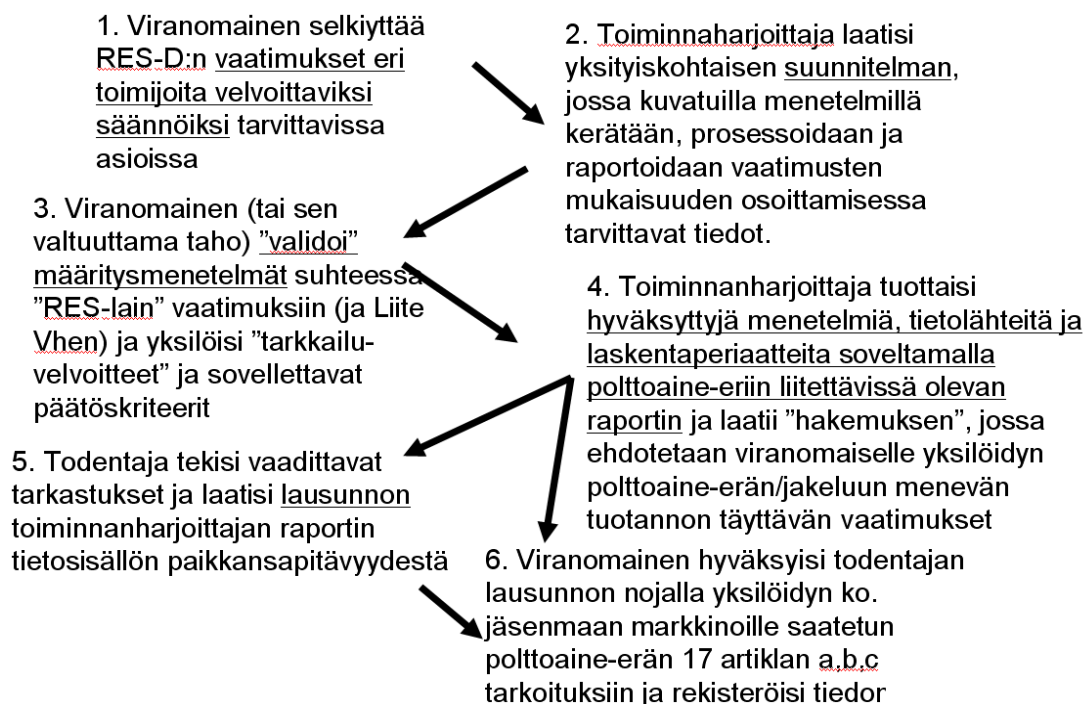 1. Viranomainen selkiyttää
RES-D:n vaatimukset eri
toimijoita velvoittaviksi
säännöiksi tarvittavissa
asioissa
2. Toiminnaharjoittaja laatisi
yksityiskohtaisen suunnitelman,
jossa kuvatuilla menetelmillä
kerätään, prosessoidaan ja
raportoidaan vaatimusten
mukaisuuden osoittamisessa
tarvittavat tiedot.
3. Viranomainen (tai sen
valtuuttama taho) ”validoi”
määritysmenetelmät suhteessa
”RES-lain” vaatimuksiin (ja Liite
Vhen) ja yksilöisi ”tarkkailu-
velvoitteet” ja sovellettavat
päätöskriteerit
4. Toiminnanharjoittaja tuottaisi
hyväksyttyjä menetelmiä, tietolähteitä ja
laskentaperiaatteita soveltamalla
polttoaine-eriin liitettävissä olevan
raportin ja laatii ”hakemuksen”, jossa
ehdotetaan viranomaiselle yksilöidyn
polttoaine-erän/jakeluun menevän
tuotannon täyttävän vaatimukset
5. Todentaja tekisi vaadittavat
tarkastukset ja laatisi lausunnon
toiminnanharjoittajan raportin
tietosisällön paikkansapitävyydestä
6. Viranomainen hyväksyisi todentajan
lausunnon nojalla yksilöidyn ko.
jäsenmaan markkinoille saatetun
polttoaine-erän 17 artiklan a,b,c
tarkoituksiin ja rekisteröisi